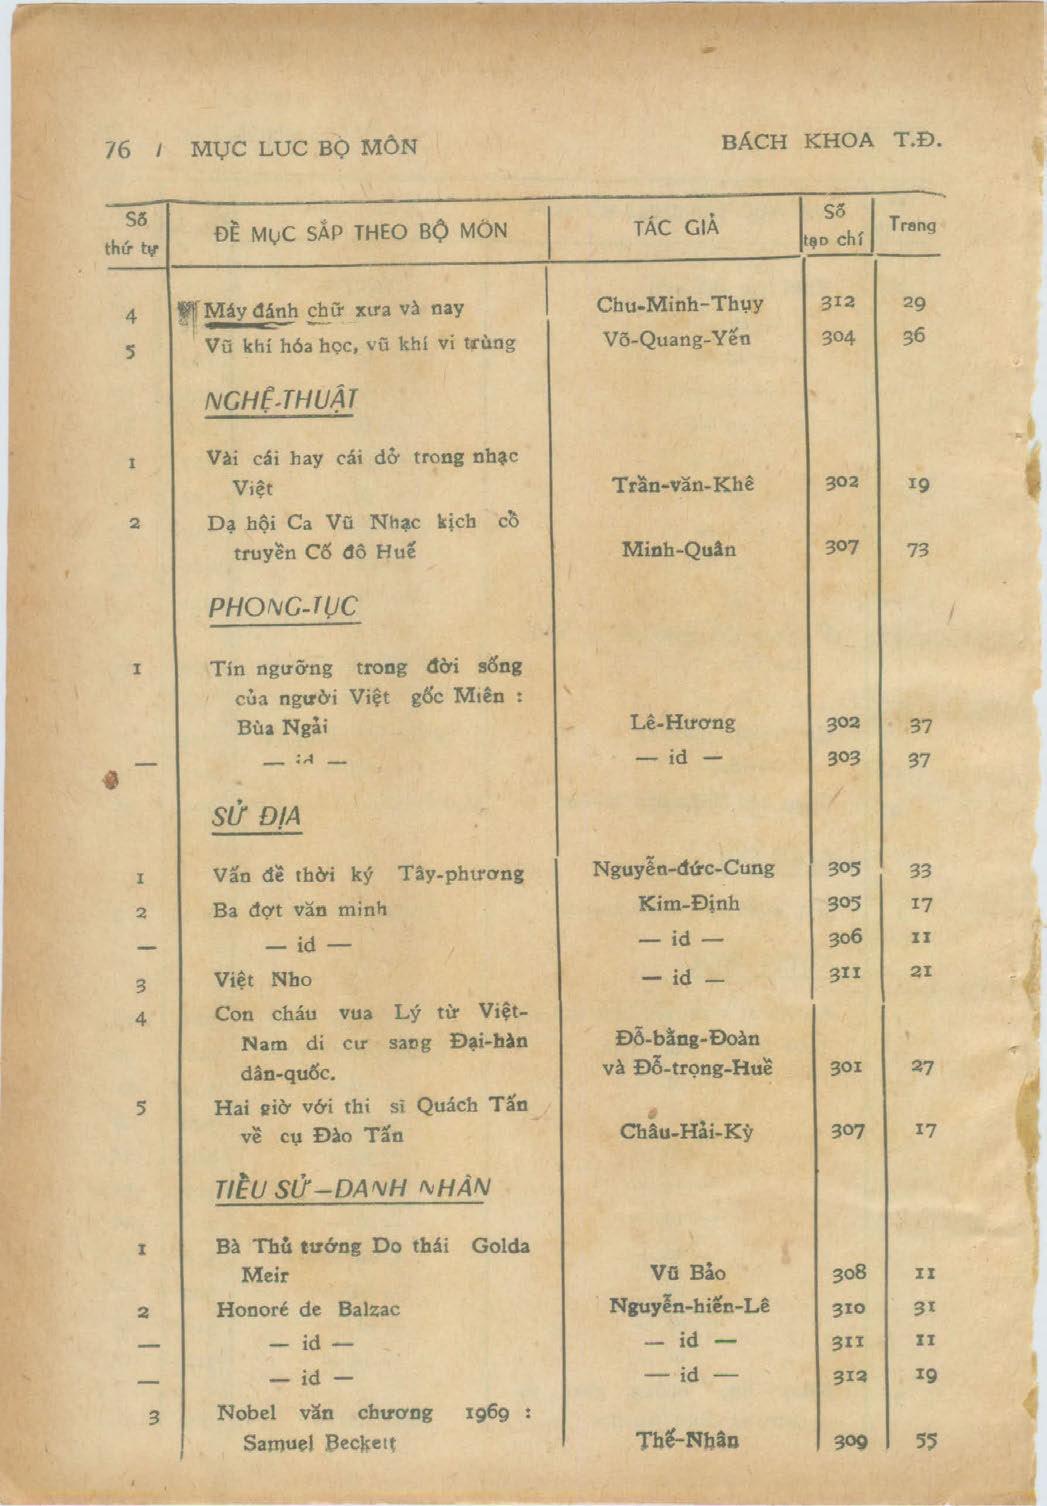 76 / MỤC LUC BỘ MÔN BÁCH KHOA T.Đ.
Số thứ tự ĐỀ MỤC SẮP THEO BỘ MÔN TÁC GIẢ Số tạp chí Trang
4 Máy đánh chữ xưa và nay Chu-Minh-Thụy 312 29
5 Vũ khí hóa học, vũ khí vi trùng Võ-Quang-Yến 304 36
NGHỆ-THUẬT
1 Vài cái hay cái dở trong nhạc
Việt Trần-văn-Khê 302 19
2 Dạ hội Ca Vũ Nhạc kịch cổ
truyền Cố đô Huế Minh-Quân 307 73
PHONG-TỤC
1 Tín ngưỡng trong đời sống
của người Việt gốc Miên :
Bùa Ngải Lê-Hương 302 37
— — id — — id — 303 37
SỬ ĐỊA
1 Vấn đề thời ký Tây-phương Nguyễn-đức-Cung 305 33
2 Ba đợt văn minh Kim-Định 305 17
— — id — — id — 306 11
3 Việt Nho — id — 311 21
4 Con cháu vua Lý từ Việt-
Nam di cư sang Đại-hàn Đỗ-bằng-Đoàn
dân-quốc. và Đỗ-trọng-Huề 301 27
5 Hai giờ với thi sĩ Quách Tấn
về cụ Đào Tấn Châu-Hải-Kỳ 307 17
TIỂU SỬ — DANH NHÂN
1 Bà Thủ tướng Do thái Golda
Meir Vũ Bảo 308 11
2 Honoré de Balzac Nguyễn-hiến-Lê 310 31
— — id — — id — 311 11
— — id — — id — 312 19
3 Nobel văn chương 1969 :
Samuel Beckett Thế-Nhân 309 55